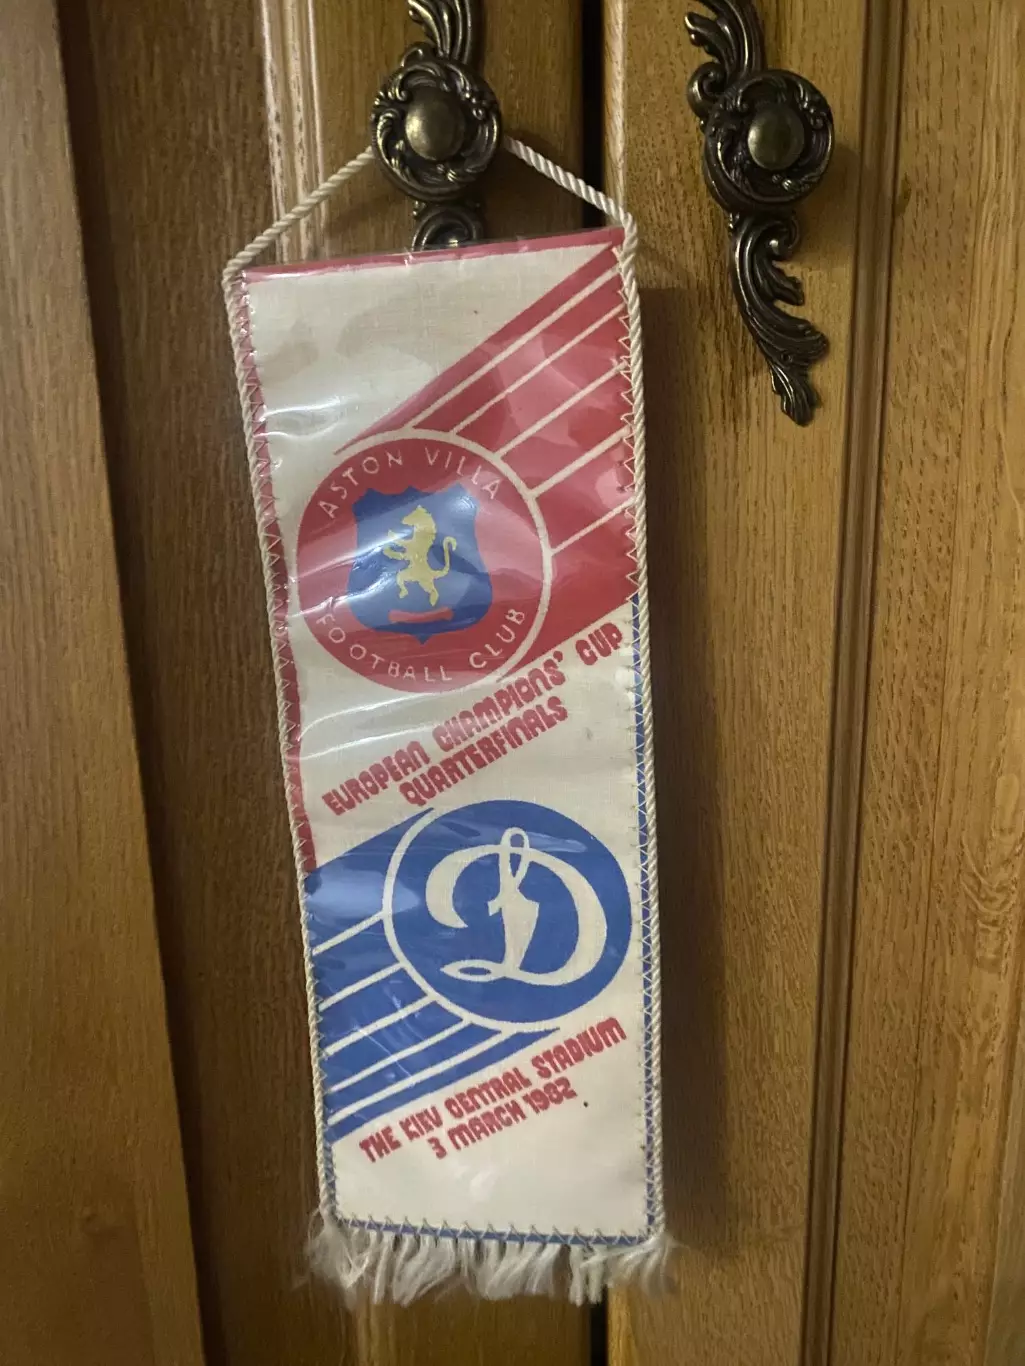 ASTON VILLA
FOOTBALL CLUB
EUROPEAN CHAMPIONS' CUP
QUARTERFINALS
D
THE KIEV CENTRAL STADIUM
3 MARCH 1982